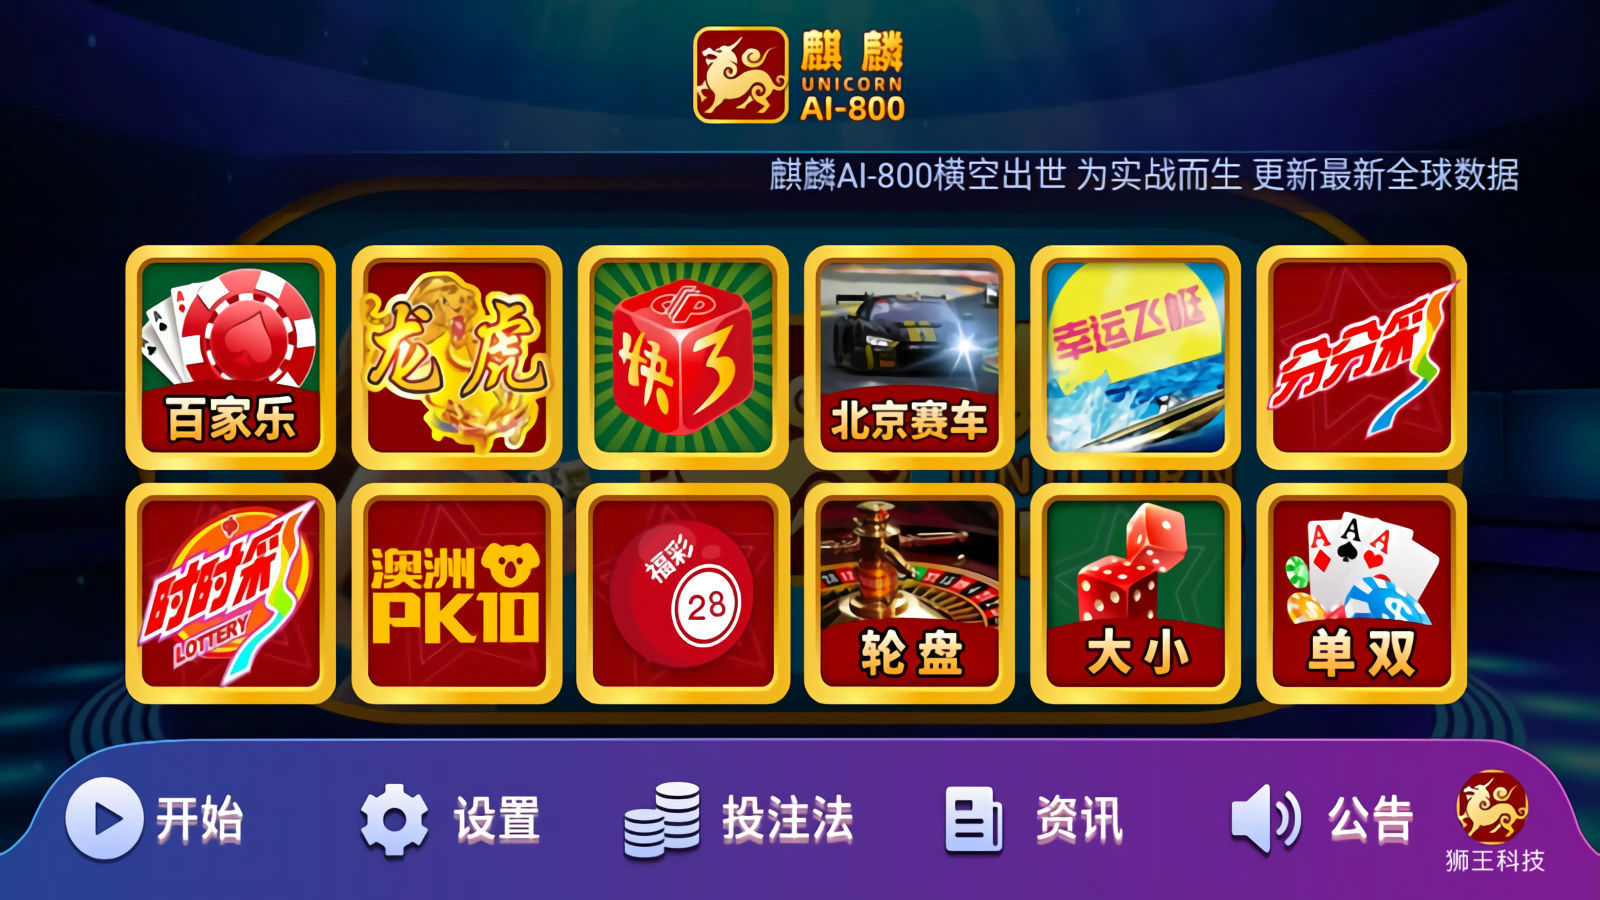 麒麟
UNICORN
AI-800
麒麟AI-800横空出世 为实战而生 更新最新全球数据
百家乐
龙虎
快3
北京赛车
幸运飞艇
分分彩
时时彩
LOTTERY
澳洲
PK10
福彩
28
轮盘
大小
单双
开始
设置
投注法
资讯
公告
狮王科技